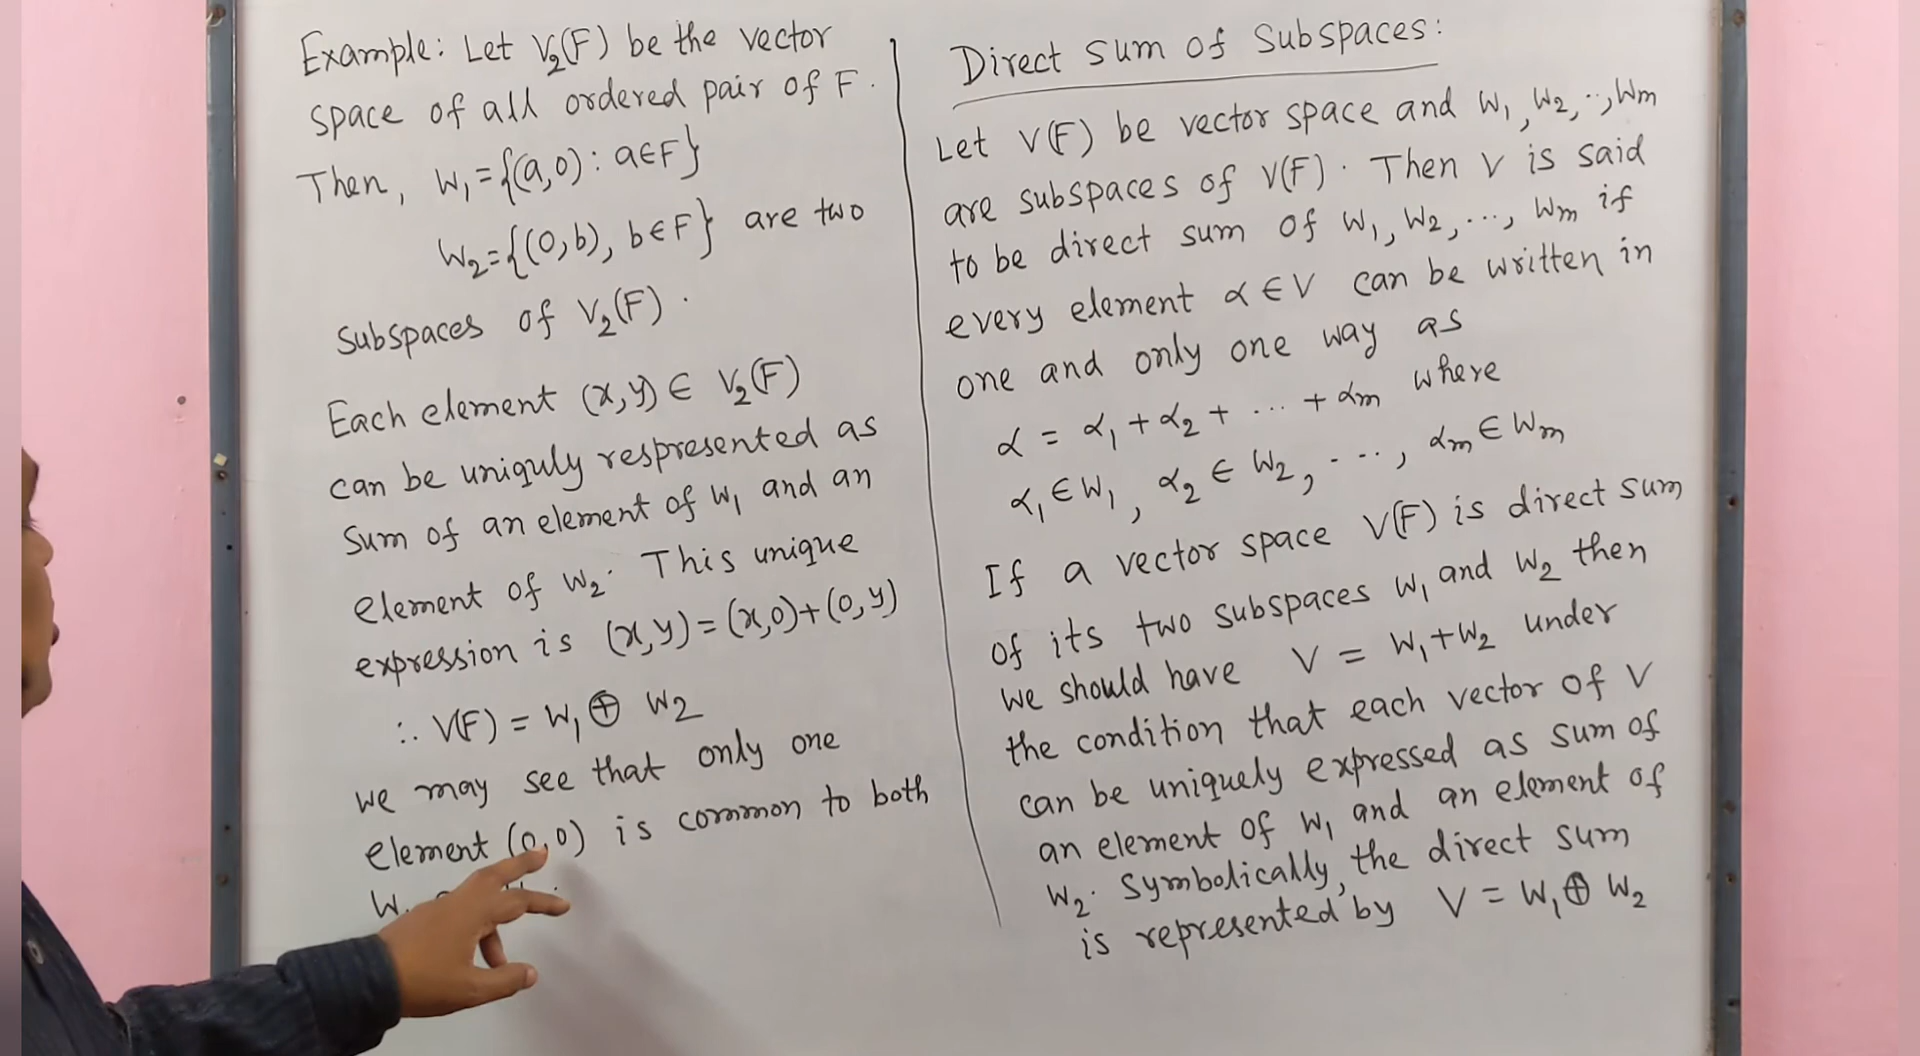 Example: Let V₂(F) be the vector
space of all ordered pair of F.
Then, W₁={(a,0): a∈F}
W₂={(0,b), b∈F} are two
Subspaces of V₂(F).
Each element (x,y)∈ V₂(F)
can be uniquly respresented as
Sum of an element of W₁ and an
element of W₂. This unique
expression is (x,y)=(x,0)+(0,y)
∴ V(F) = W₁ ⊕ W₂
we may see that only one
element (0,0) is common to both
Direct Sum of Subspaces:
Let V(F) be vector space and W₁, W₂, .., Wm
are subspaces of V(F). Then V is said
to be direct sum of W₁, W₂, ..., Wm if
every element α∈V can be written in
one and only one way as
α = α₁+α₂+ ... + αm where
α₁∈W₁, α₂∈W₂, ..., αm∈Wm
If a vector space V(F) is direct sum
of its two subspaces W₁ and W₂ then
we should have V = W₁+W₂ under
the condition that each vector of V
can be uniquely expressed as sum of
an element of W₁ and an element of
W₂. Symbolically, the direct sum
is represented by V = W₁ ⊕ W₂